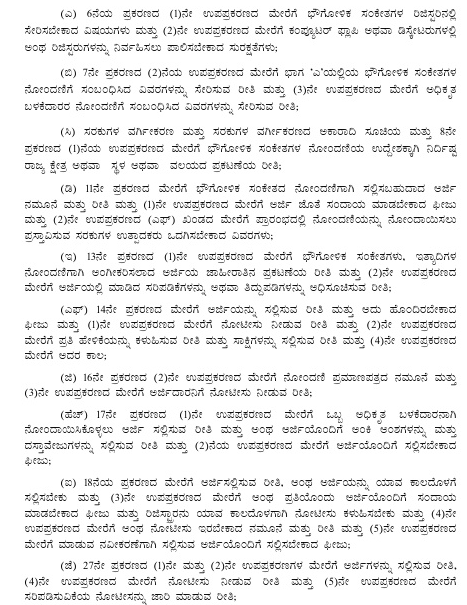 (ಎ) 6ನೆಯ ಪ್ರಕರಣದ (1)ನೇ ಉಪಪ್ರಕರಣದ ಮೇರೆಗೆ ಭೌಗೋಳಿಕ ಸಂಕೇತಗಳ ರಿಜಿಸ್ಟರಿನಲ್ಲಿ
ಸೇರಿಸಬೇಕಾದ ವಿಷಯಗಳು ಮತ್ತು (2)ನೇ ಉಪಪ್ರಕರಣದ ಮೇರೆಗೆ ಕಂಪ್ಯೂಟರ್ ಫ್ಲಾಪಿ ಅಥವಾ ಡಿಸ್ಕೇಟುರುಗಳಲ್ಲಿ
ಅಂಥ ರಿಜಿಸ್ಟರುಗಳನ್ನು ನಿರ್ವಹಿಸಲು ಪಾಲಿಸಬೇಕಾದ ಸುರಕ್ಷತೆಗಳು;
(ಬಿ) 7ನೇ ಪ್ರಕರಣದ (2)ನೆಯ ಉಪಪ್ರಕರಣದ ಮೇರೆಗೆ ಭಾಗ 'ಎ'ಯಲ್ಲಿಯ ಭೌಗೋಳಿಕ ಸಂಕೇತಗಳ
ನೋಂದಣಿಗೆ ಸಂಬಂಧಿಸಿದ ವಿವರಗಳನ್ನು ಸೇರಿಸುವ ರೀತಿ ಮತ್ತು (3)ನೇ ಉಪಪ್ರಕರಣದ ಮೇರೆಗೆ ಅಧಿಕೃತ
ಬಳಕೆದಾರರ ನೋಂದಣಿಗೆ ಸಂಬಂಧಿಸಿದ ವಿವರಗಳನ್ನು ಸೇರಿಸುವ ರೀತಿ;
(ಸಿ) ಸರಕುಗಳ ವರ್ಗೀಕರಣ ಮತ್ತು ಸರಕುಗಳ ವರ್ಗೀಕರಣದ ಅಕಾರಾದಿ ಸೂಚಿಯ ಮತ್ತು 8ನೇ
ಪ್ರಕರಣದ (1)ನೆಯ ಉಪಪ್ರಕರಣದ ಮೇರೆಗೆ ಭೌಗೋಳಿಕ ಸಂಕೇತಗಳ ನೋಂದಣಿಯ ಉದ್ದೇಶಕ್ಕಾಗಿ ನಿರ್ದಿಷ್ಟ
ರಾಜ್ಯ ಕ್ಷೇತ್ರ ಅಥವಾ ಸ್ಥಳ ಅಥವಾ ವಲಯದ ಪ್ರಕಟಣೆಯ ರೀತಿ;
(ಡಿ) 11ನೇ ಪ್ರಕರಣದ ಮೇರೆಗೆ ಭೌಗೋಳಿಕ ಸಂಕೇತದ ನೋಂದಣಿಗಾಗಿ ಸಲ್ಲಿಸಬಹುದಾದ ಅರ್ಜಿ
ನಮೂನೆ ಮತ್ತು ರೀತಿ ಮತ್ತು (1)ನೇ ಉಪಪ್ರಕರಣದ ಮೇರೆಗೆ ಅರ್ಜಿ ಜೊತೆ ಸಂದಾಯ ಮಾಡಬೇಕಾದ ಫೀಜು
ಮತ್ತು (2)ನೇ ಉಪಪ್ರಕರಣದ (ಎಫ್) ಖಂಡದ ಮೇರೆಗೆ ಪ್ರಾರಂಭದಲ್ಲಿ ನೋಂದಣಿಯನ್ನು ನೋಂದಾಯಿಸಲು
ಪ್ರಸ್ತಾವಿಸುವ ಸರಕುಗಳ ಉತ್ಪಾದಕರು ಒದಗಿಸಬೇಕಾದ ವಿವರಗಳು;
(ಇ) 13ನೇ ಪ್ರಕರಣದ (1)ನೇ ಉಪಪ್ರಕರಣದ ಮೇರೆಗೆ ಭೌಗೋಳಿಕ ಸಂಕೇತಗಳು, ಇತ್ಯಾದಿಗಳ
ನೋಂದಣಿಗಾಗಿ ಅಂಗೀಕರಿಸಲಾದ ಅರ್ಜಿಯ ಜಾಹೀರಾತಿನ ಪ್ರಕಟಣೆಯ ರೀತಿ ಮತ್ತು (2)ನೇ ಉಪಪ್ರಕರಣದ
ಮೇರೆಗೆ ಅರ್ಜಿಯಲ್ಲಿ ಮಾಡಿದ ಸರಿಪಡಿಕೆಗಳನ್ನು ಅಥವಾ ತಿದ್ದುಪಡಿಗಳನ್ನು ಅಧಿಸೂಚಿಸುವ ರೀತಿ;
(ಎಫ್) 14ನೇ ಪ್ರಕರಣದ ಮೇರೆಗೆ ಅರ್ಜಿಯನ್ನು ಸಲ್ಲಿಸುವ ರೀತಿ ಮತ್ತು ಅದು ಹೊಂದಿರಬೇಕಾದ
ಫೀಜು ಮತ್ತು (1)ನೇ ಉಪಪ್ರಕರಣದ ಮೇರೆಗೆ ನೋಟೀಸು ನೀಡುವ ರೀತಿ ಮತ್ತು (2)ನೇ ಉಪಪ್ರಕರಣದ
ಮೇರೆಗೆ ಪ್ರತಿ ಹೇಳಿಕೆಯನ್ನು ಕಳುಹಿಸುವ ರೀತಿ ಮತ್ತು ಸಾಕ್ಷಿಗಳನ್ನು ಸಲ್ಲಿಸುವ ರೀತಿ ಮತ್ತು (4)ನೇ ಉಪಪ್ರಕರಣದ
ಮೇರೆಗೆ ಅದರ ಕಾಲ;
(ಜಿ) 16ನೇ ಪ್ರಕರಣದ (2)ನೇ ಉಪಪ್ರಕರಣದ ಮೇರೆಗೆ ನೋಂದಣಿ ಪ್ರಮಾಣಪತ್ರದ ನಮೂನೆ ಮತ್ತು
(3)ನೇ ಉಪಪ್ರಕರಣದ ಮೇರೆಗೆ ಅರ್ಜಿದಾರನಿಗೆ ನೋಟೀಸು ನೀಡುವ ರೀತಿ;
(ಹೆಚ್) 17ನೇ ಪ್ರಕರಣದ (1)ನೇ ಉಪಪ್ರಕರಣದ ಮೇರೆಗೆ ಒಬ್ಬ ಅಧಿಕೃತ ಬಳಕೆದಾರನಾಗಿ
ನೋಂದಾಯಿಸಿಕೊಳ್ಳಲು ಅರ್ಜಿ ಸಲ್ಲಿಸುವ ರೀತಿ ಮತ್ತು ಅಂಥ ಅರ್ಜಿಯೊಂದಿಗೆ ಅಂಕಿ ಅಂಶಗಳನ್ನು ಮತ್ತು
ದಸ್ತಾವೇಜುಗಳನ್ನು ಸಲ್ಲಿಸುವ ರೀತಿ ಮತ್ತು (2)ನೆಯ ಉಪಪ್ರಕರಣದ ಮೇರೆಗೆ ಅರ್ಜಿಯೊಂದಿಗೆ ಸಲ್ಲಿಸಬೇಕಾದ
ಫೀಜು;
(ಐ) 18ನೆಯ ಪ್ರಕರಣದ ಮೇರೆಗೆ ಅರ್ಜಿಸಲ್ಲಿಸುವ ರೀತಿ, ಅಂಥ ಅರ್ಜಿಯನ್ನು ಯಾವ ಕಾಲದೊಳಗೆ
ಸಲ್ಲಿಸಬೇಕು ಮತ್ತು (3)ನೇ ಉಪಪ್ರಕರಣದ ಮೇರೆಗೆ ಅಂಥ ಪ್ರತಿಯೊಂದು ಅರ್ಜಿಯೊಂದಿಗೆ ಸಂದಾಯ
ಮಾಡಬೇಕಾದ ಫೀಜು ಮತ್ತು ರಿಜಿಸ್ಟ್ರಾರನು ಯಾವ ಕಾಲದೊಳಗಾಗಿ ನೋಟೀಸು ಕಳುಹಿಸಬೇಕು ಮತ್ತು (4)ನೇ
ಉಪಪ್ರಕರಣದ ಮೇರೆಗೆ ಅಂಥ ನೋಟೀಸು ಇರಬೇಕಾದ ನಮೂನೆ ಮತ್ತು ರೀತಿ ಮತ್ತು (5)ನೇ ಉಪಪ್ರಕರಣದ
ಮೇರೆಗೆ ಮಾಡುವ ನವೀಕರಣೆಗಾಗಿ ಸಲ್ಲಿಸುವ ಅರ್ಜಿಯೊಂದಿಗೆ ಸಲ್ಲಿಸಬೇಕಾದ ಫೀಜು;
(ಜೆ) 27ನೇ ಪ್ರಕರಣದ (1)ನೇ ಮತ್ತು (2)ನೇ ಉಪಪ್ರಕರಣಗಳ ಮೇರೆಗೆ ಅರ್ಜಿಗಳನ್ನು ಸಲ್ಲಿಸುವ ರೀತಿ,
(4)ನೇ ಉಪಪ್ರಕರಣದ ಮೇರೆಗೆ ನೋಟೀಸು ನೀಡುವ ರೀತಿ ಮತ್ತು (5)ನೇ ಉಪಪ್ರಕರಣದ ಮೇರೆಗೆ
ಸರಿಪಡಿಸುವಿಕೆಯ ನೋಟೀಸನ್ನು ಜಾರಿ ಮಾಡುವ ರೀತಿ;